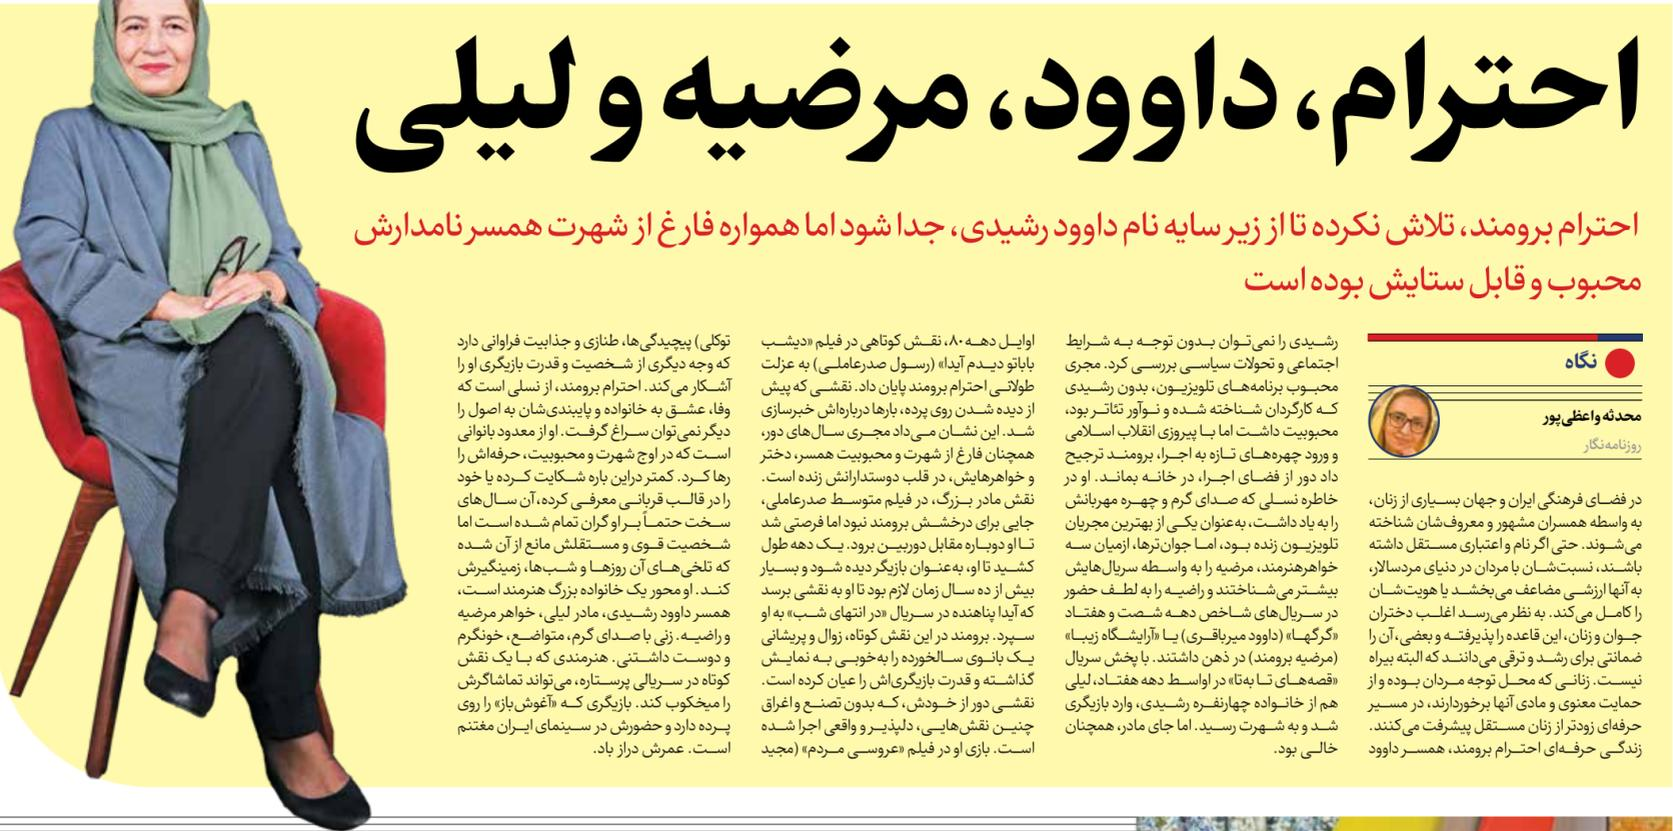 احترام، داوود، مرضیه و لیلی
احترام برومند، تلاش نکرده تا از زیر سایه نام داوود رشیدی، جدا شود اما همواره فارغ از شهرت همسر نامدارش
محبوب و قابل ستایش بوده است
نگاه
محدثه واعظی‌پور
روزنامه‌نگار
در فضای فرهنگی ایران و جهان بسیاری از زنان،
به واسطه همسران مشهور و معروف‌شان شناخته
می‌شوند. حتی اگر نام و اعتباری مستقل داشته
باشند، نسبت‌شان با مردان در دنیای مردسالار،
به آنها ارزشی مضاعف می‌بخشد یا هویت‌شان
را کامل می‌کند. به نظر می‌رسد اغلب دختران
جوان و زنان، این قاعده را پذیرفته و بعضی، آن را
ضمانتی برای رشد و ترقی می‌دانند که البته بیراه
نیست. زنانی که محل توجه مردان بوده و از
حمایت معنوی و مادی آنها برخوردارند، در مسیر
حرفه‌ای زودتر از زنان مستقل پیشرفت می‌کنند.
زندگی حرفه‌ای احترام برومند، همسر داوود
رشیدی را نمی‌توان بدون توجه به شرایط
اجتماعی و تحولات سیاسی بررسی کرد. مجری
محبوب برنامه‌های تلویزیون، بدون رشیدی
که کارگردان شناخته شده و نوآور تئاتر بود،
محبوبیت داشت اما با پیروزی انقلاب اسلامی
و ورود چهره‌های تازه به اجرا، برومند ترجیح
داد دور از فضای اجرا، در خانه بماند. او در
خاطره نسلی که صدای گرم و چهره مهربانش
را به یاد داشت، به‌عنوان یکی از بهترین مجریان
تلویزیون زنده بود، اما جوان‌ترها، ازمیان سه
خواهرهنرمند، مرضیه را به واسطه سریال‌هایش
بیشتر می‌شناختند و راضیه را به لطف حضور
در سریال‌های شاخص دهه شصت و هفتاد
«گرگها» (داوود میرباقری) یا «آرایشگاه زیبا»
(مرضیه برومند) در ذهن داشتند. با پخش سریال
«قصه‌های تا به‌تا» در اواسط دهه هفتاد، لیلی
هم از خانواده چهارنفره رشیدی، وارد بازیگری
شد و به شهرت رسید. اما جای مادر، همچنان
خالی بود.
اوایل دهه ۸۰، نقش کوتاهی در فیلم «دیشب
باباتو دیدم آیدا» (رسول صدرعاملی) به عزلت
طولانی احترام برومند پایان داد. نقشی که پیش
از دیده شدن روی پرده، بارها درباره‌اش خبرسازی
شد. این نشان می‌داد مجری سال‌های دور،
همچنان فارغ از شهرت و محبوبیت همسر، دختر
و خواهرهایش، در قلب دوستدارانش زنده است.
نقش مادر بزرگ، در فیلم متوسط صدرعاملی،
جایی برای درخشش برومند نبود اما فرصتی شد
تا او دوباره مقابل دوربین برود. یک دهه طول
کشید تا او، به‌عنوان بازیگر دیده شود و بسیار
بیش از ده سال زمان لازم بود تا او به نقشی برسد
که آیدا پناهنده در سریال «در انتهای شب» به او
سپرد. برومند در این نقش کوتاه، زوال و پریشانی
یک بانوی سالخورده را به‌خوبی به نمایش
گذاشته و قدرت بازیگری‌اش را عیان کرده است.
نقشی دور از خودش، که بدون تصنع و اغراق
چنین نقش‌هایی، دلپذیر و واقعی اجرا شده
است. بازی او در فیلم «عروسی مردم» (مجید
توکلی) پیچیدگی‌ها، طنازی و جذابیت فراوانی دارد
که وجه دیگری از شخصیت و قدرت بازیگری او را
آشکار می‌کند. احترام برومند، از نسلی است که
وفا، عشق به خانواده و پایبندی‌شان به اصول را
دیگر نمی‌توان سراغ گرفت. او از معدود بانوانی
است که در اوج شهرت و محبوبیت، حرفه‌اش را
رها کرد. کمتر دراین باره شکایت کرده یا خود
را در قالب قربانی معرفی کرده، آن سال‌های
سخت حتماً بر او گران تمام شده است اما
شخصیت قوی و مستقلش مانع از آن شده
که تلخی‌های آن روزها و شب‌ها، زمینگیرش
کند. او محور یک خانواده بزرگ هنرمند است،
همسر داوود رشیدی، مادر لیلی ، خواهر مرضیه
و راضیه. زنی با صدای گرم، متواضع، خونگرم
و دوست داشتنی. هنرمندی که با یک نقش
کوتاه در سریالی پرستاره، می‌تواند تماشاگرش
را میخکوب کند. بازیگری که «آغوش‌باز» را روی
پرده دارد و حضورش در سینمای ایران مغتنم
است. عمرش دراز باد.